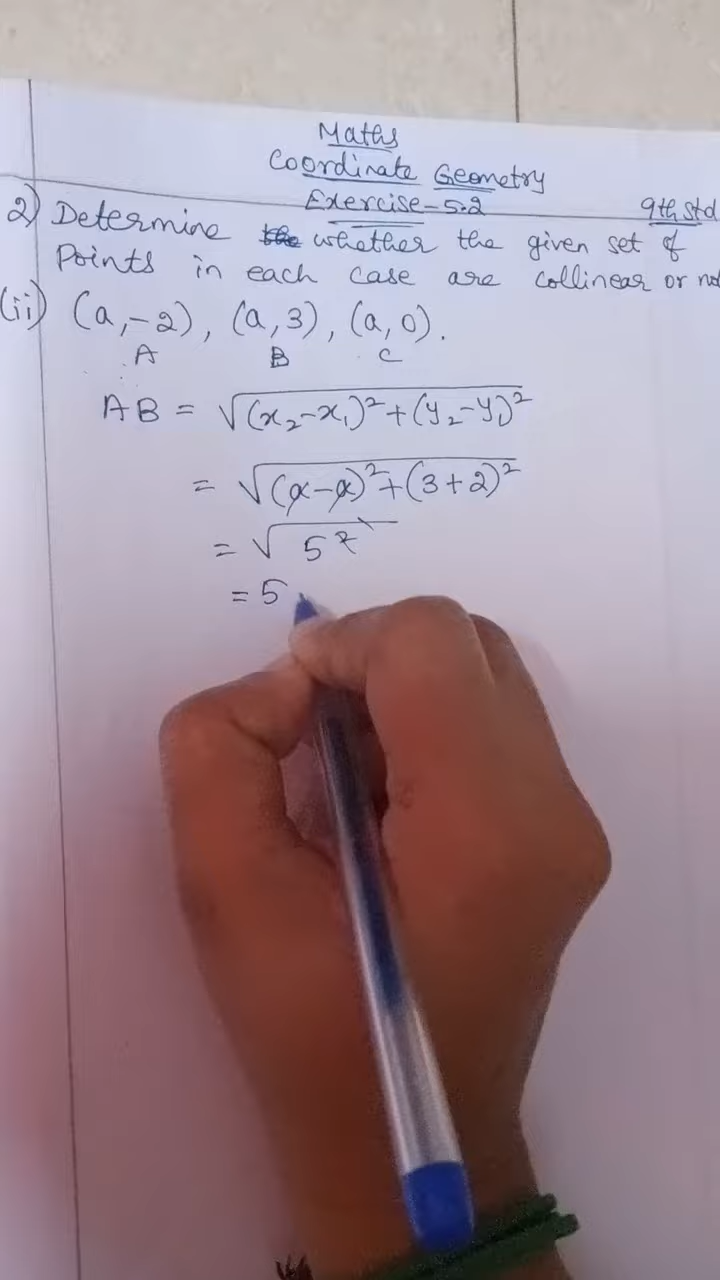 Maths
Coordinate Geometry
Exercise-5.2
9th std
2) Determine whether the given set of
Points in each case are collinear or not
(ii) (a,-2), (a,3), (a,0).
A B C
AB = √(x₂-x₁)²+(y₂-y₁)²
= √(a-a)²+(3+2)²
= √5²
= 5